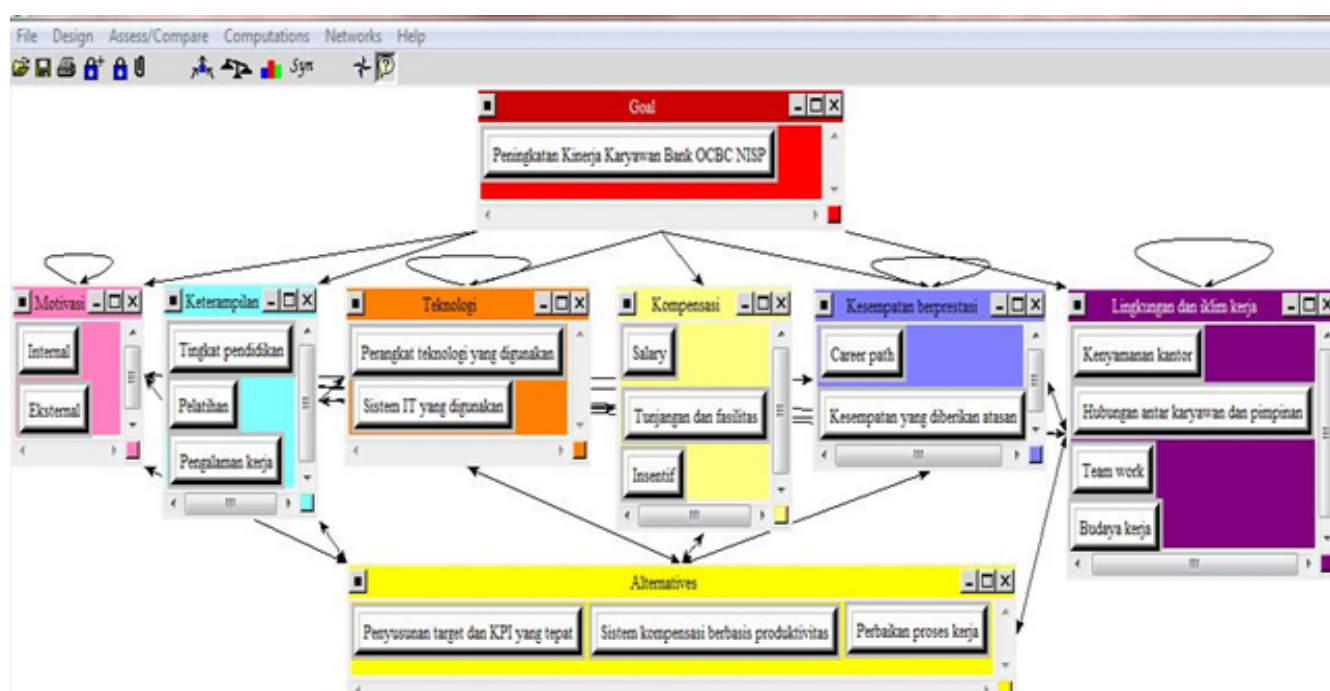 File Design Assess/Compare Computations Networks Help
Syn
Goal
Peningkatan Kinerja Karyawan Bank OCBC NISP
Motivasi
Internal
Eksternal
Keterampilan
Tingkat pendidikan
Pelatihan
Pengalaman kerja
Teknologi
Perangkat teknologi yang digunakan
Sistem IT yang digunakan
Kompensasi
Salary
Tunjangan dan fasilitas
Insentif
Kesempatan berprestasi
Career path
Kesempatan yang diberikan atasan
Lingkungan dan iklim kerja
Kenyamanan kantor
Hubungan antar karyawan dan pimpinan
Team work
Budaya kerja
Alternatives
Penyusunan target dan KPI yang tepat
Sistem kompensasi berbasis produktivitas
Perbaikan proses kerja